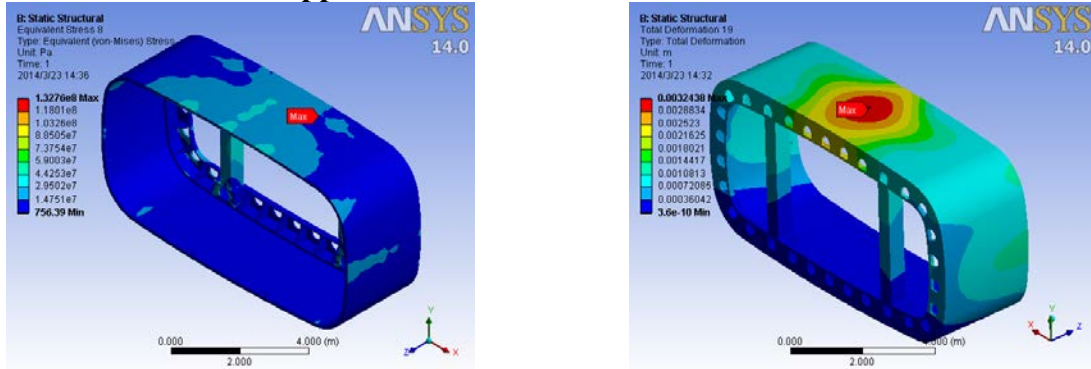 B: Static Structural
Equivalent Stress 8
Type: Equivalent (von-Mises) Stress
Unit: Pa
Time: 1
2014/3/23 14:36
1.3276e8 Max
1.1801e8
1.0326e8
8.8505e7
7.3754e7
5.9003e7
4.4253e7
2.9502e7
1.4751e7
756.39 Min
ANSYS
14.0
Max
0.000
4.000 (m)
2.000
Y
Z
X
B: Static Structural
Total Deformation 19
Type: Total Deformation
Unit: m
Time: 1
2014/3/23 14:32
0.0032438 Max
0.0028834
0.002523
0.0021625
0.0018021
0.0014417
0.0010813
0.00072085
0.00036042
3.6e-10 Min
ANSYS
14.0
Max
0.000
(m)
2.000
Y
X
Z